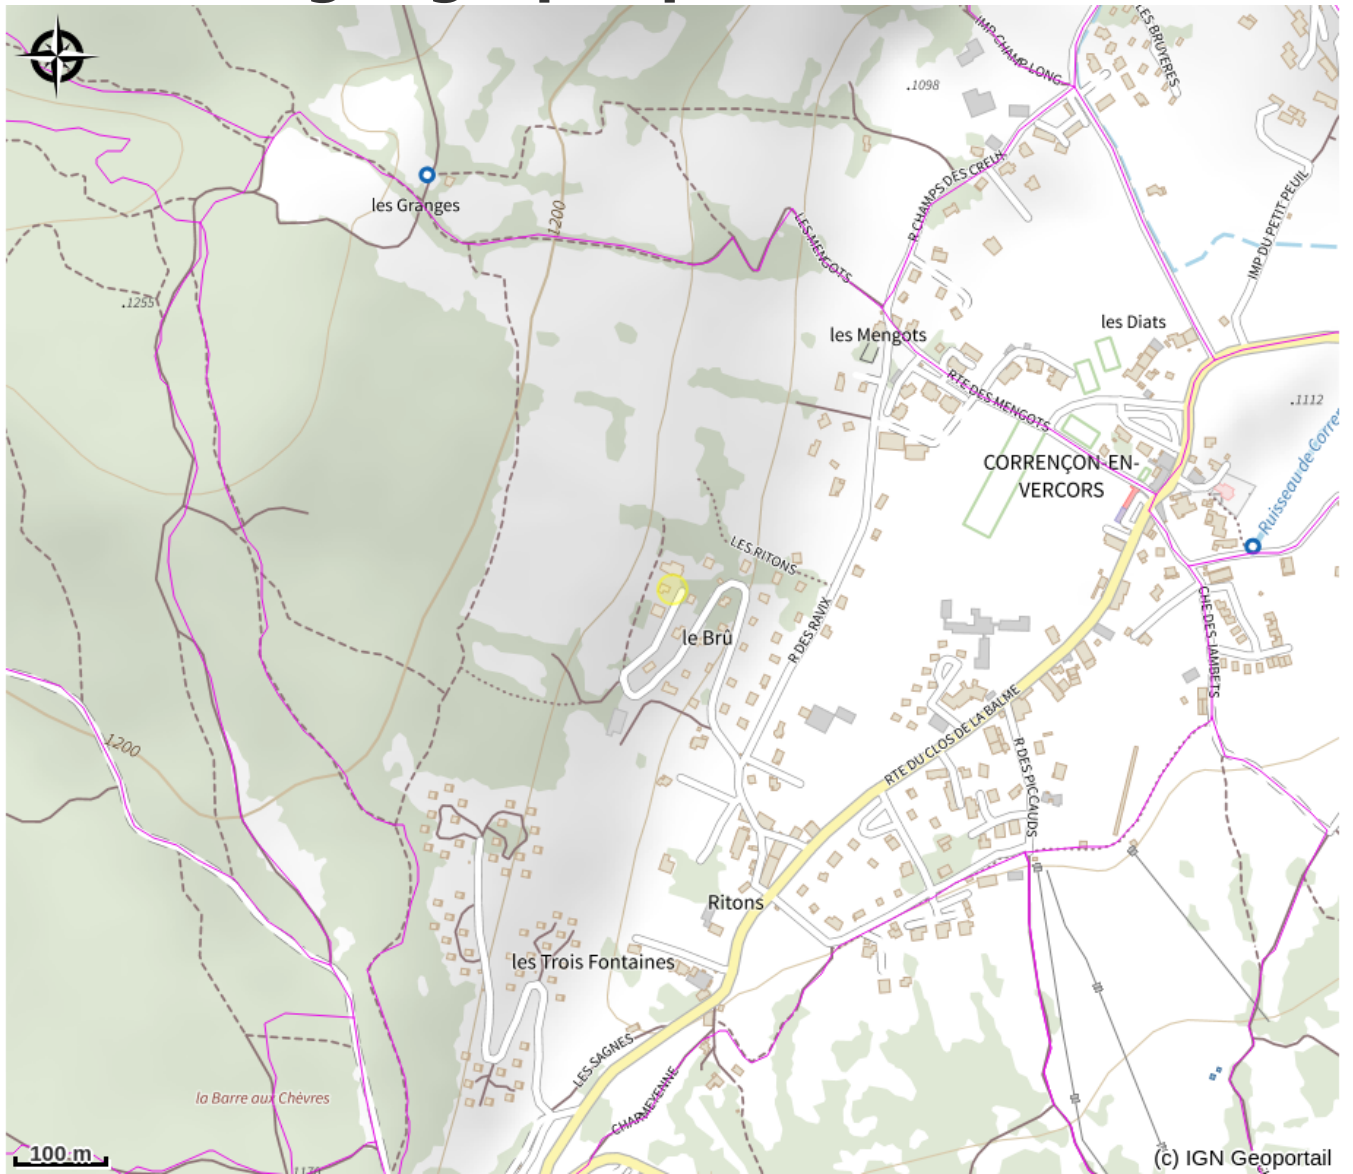 IMP CHAMP LONG
LES BRUYERES
.1098
R CHAMPS DES CREUX
IMP DU PETIT PEUIL
les Granges
1200
LES MENGOTS
.1255
les Mengots
les Diats
RTE DES MENGOTS
.1112
CORRENÇON-EN-
VERCORS
Ruisseau de Corren
LES RITONS
R DES RAVIX
le Brû
CHE DES JAMBETS
1200
RTE DU CLOS DE LA BALME
R DES PICCAUDS
Ritons
les Trois Fontaines
LES SAGNES
CHARMEYENNE
la Barre aux Chèvres
100 m
1170
(c) IGN Geoportail